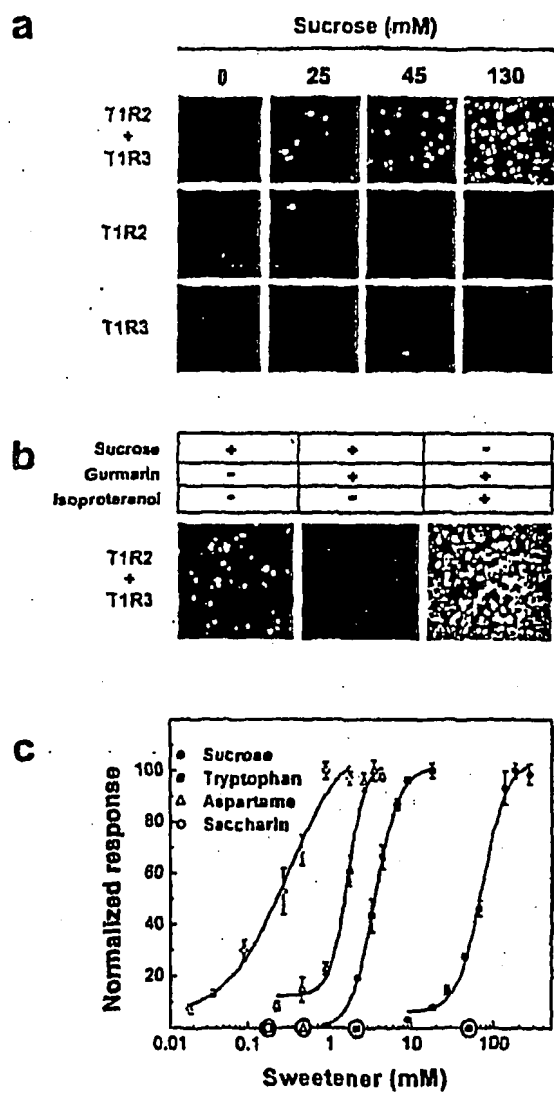 a
Sucrose (mM)
0 25 45 130
T1R2
+
T1R3
T1R2
T1R3
b
Sucrose + + -
Gurmarin - + +
Isoproteranol - - +
T1R2
+
T1R3
c
Sucrose
Tryptophan
Aspartame
Saccharin
Normalized response
100
80
60
40
20
0.01 0.1 1 10 100
Sweetener (mM)